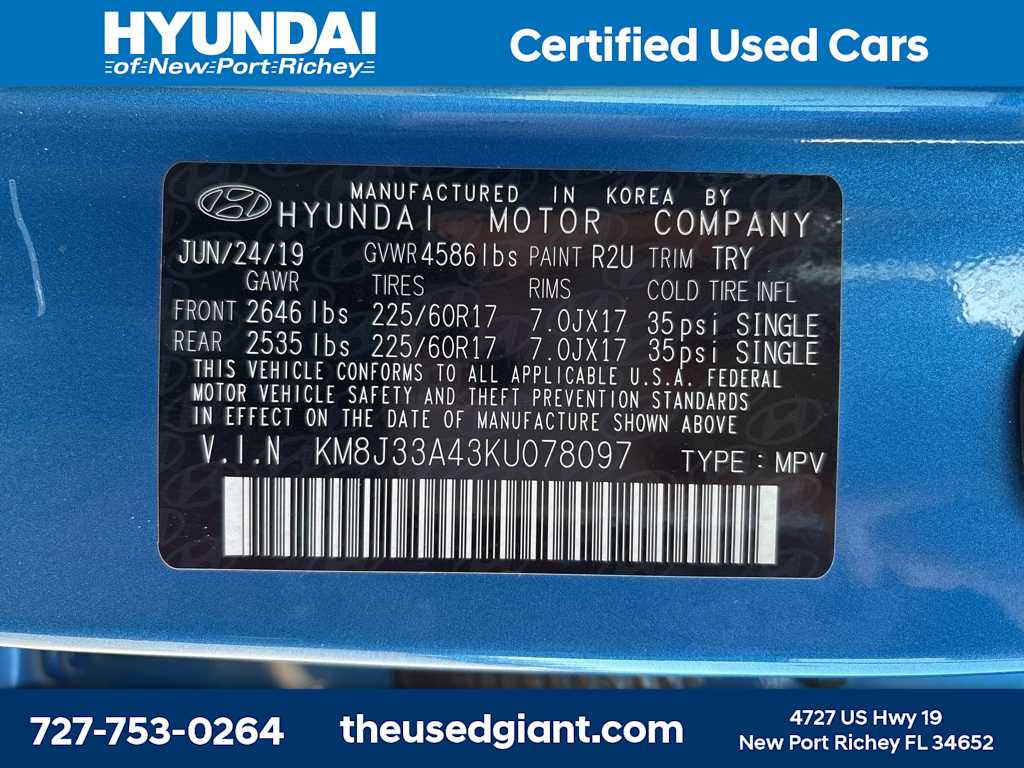 HYUNDAI
of New Port Richey
Certified Used Cars
MANUFACTURED IN KOREA BY
HYUNDAI MOTOR COMPANY
JUN/24/19 GVWR 4586 lbs PAINT R2U TRIM TRY
GAWR TIRES RIMS COLD TIRE INFL
FRONT 2646 lbs 225/60R17 7.0JX17 35psi SINGLE
REAR 2535 lbs 225/60R17 7.0JX17 35psi SINGLE
THIS VEHICLE CONFORMS TO ALL APPLICABLE U.S.A. FEDERAL
MOTOR VEHICLE SAFETY AND THEFT PREVENTION STANDARDS
IN EFFECT ON THE DATE OF MANUFACTURE SHOWN ABOVE
V.I.N KM8J33A43KU078097 TYPE : MPV
727-753-0264
theusedgiant.com
4727 US Hwy 19
New Port Richey FL 34652